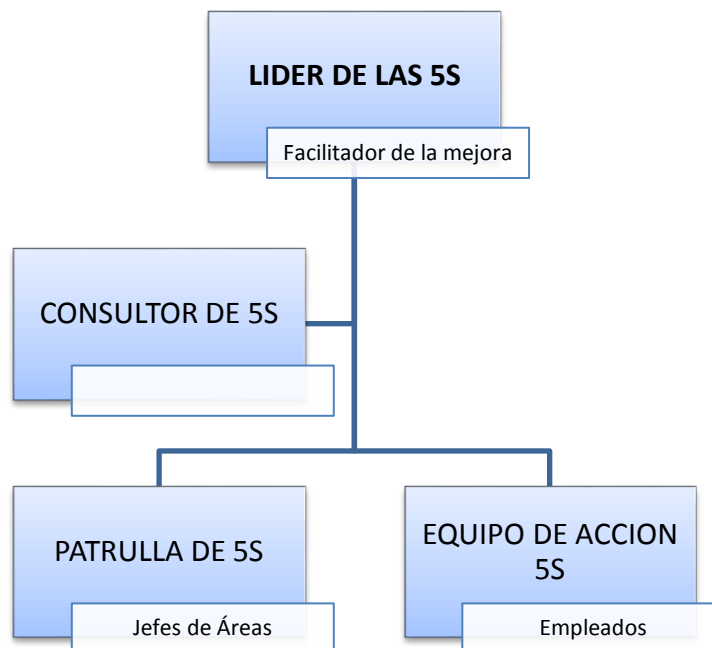 LIDER DE LAS 5S
Facilitador de la mejora
CONSULTOR DE 5S
PATRULLA DE 5S
Jefes de Áreas
EQUIPO DE ACCION
5S
Empleados